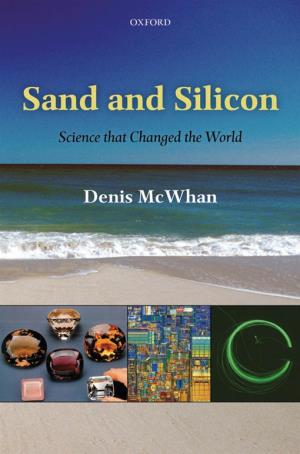 OXFORD
Sand and Silicon
Science that Changed the World
Denis McWhan